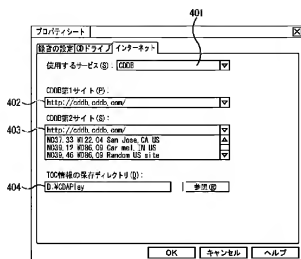 401
プロパティシート
録音の設定 CDドライブ インターネット
使用するサービス(S): CDDB
CDDB第1サイト(P):
402
http://cddb.cddb.com/
CDDB第2サイト(S):
403
http://cddb.cddb.com/
N037.33 W122.04 San Jose,CA US
N039.12 W086.09 Carmel,IN US
N039.46 W086.09 Random US site
TOC情報の保存ディレクトリ(D):
404
D:¥CDAPlay
参照(B)
OK キャンセル ヘルプ